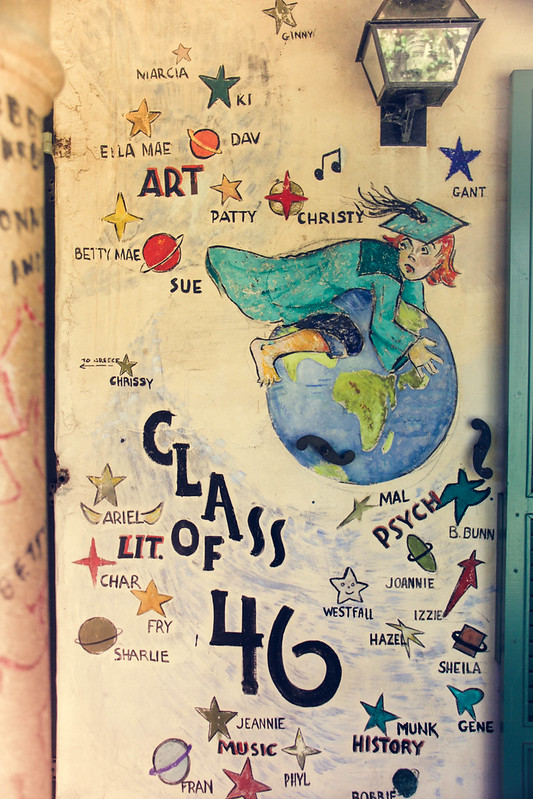 GINNY
MARCIA
KI
ELLA MAE
DAV
ART
PATTY
CHRISTY
GANT
BETTY MAE
SUE
TO GREECE
CHRISSY
CLASS
OF
46
ARIEL
LIT.
CHAR
FRY
SHARLIE
MAL
PSYCH
B. BUNN
JOANNIE
WESTFALL
IZZIE
HAZEL
SHEILA
JEANNIE
MUSIC
FRAN
PHYL
MUNK
HISTORY
GENE
BOBBIE